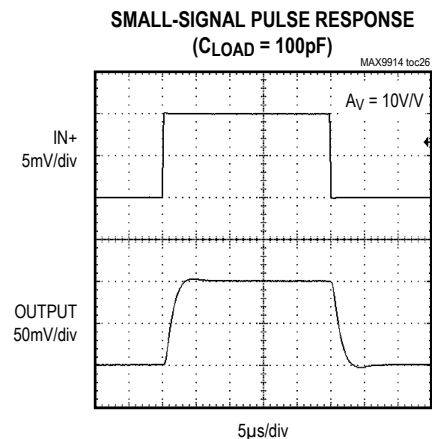 SMALL-SIGNAL PULSE RESPONSE
(CLOAD = 100pF)
MAX9914 toc26
AV = 10V/V
IN+
5mV/div
OUTPUT
50mV/div
5µs/div